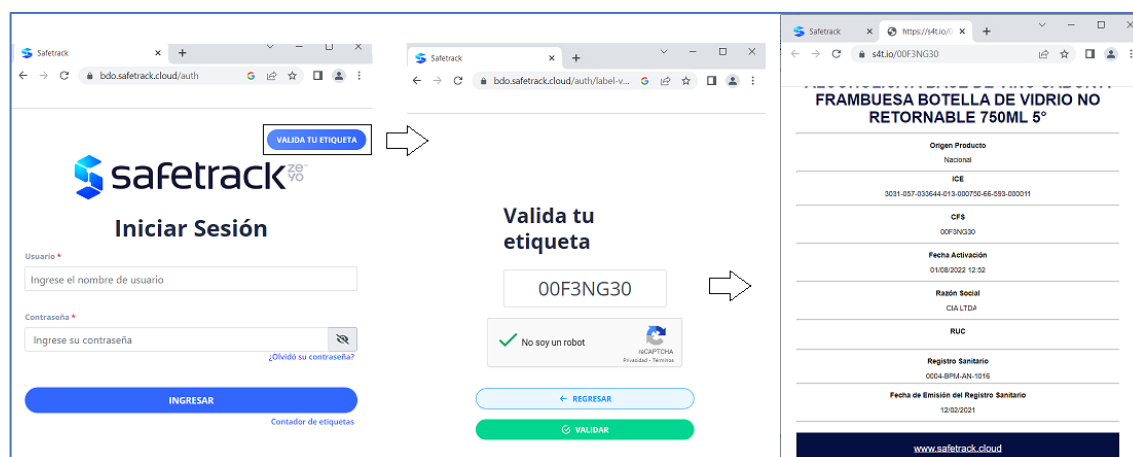 Safetrack
bdo.safetrack.cloud/auth
VALIDA TU ETIQUETA
safetrack
ze
yo
Iniciar Sesión
Usuario *
Ingrese el nombre de usuario
Contraseña *
Ingrese su contraseña
¿Olvidó su contraseña?
INGRESAR
Contador de etiquetas
Safetrack
bdo.safetrack.cloud/auth/label-v...
Valida tu
etiqueta
00F3NG30
No soy un robot
reCAPTCHA
Privacidad - Términos
REGRESAR
VALIDAR
Safetrack
https://s4t.io/0
s4t.io/00F3NG30
FRAMBUESA BOTELLA DE VIDRIO NO
RETORNABLE 750ML 5°
Origen Producto
Nacional
ICE
3031-057-033644-013-000750-66-593-000011
CFS
00F3NG30
Fecha Activación
01/08/2022 12:52
Razón Social
CIA LTDA
RUC
Registro Sanitario
0004-BPM-AN-1016
Fecha de Emisión del Registro Sanitario
12/02/2021
www.safetrack.cloud